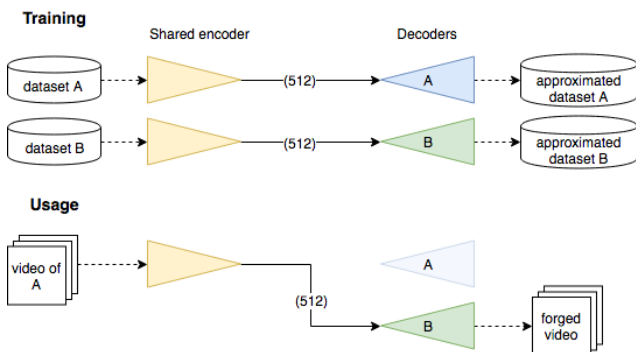 Training
Shared encoder
Decoders
dataset A
(512)
A
approximated
dataset A
dataset B
(512)
B
approximated
dataset B
Usage
video of
A
A
(512)
B
forged
video